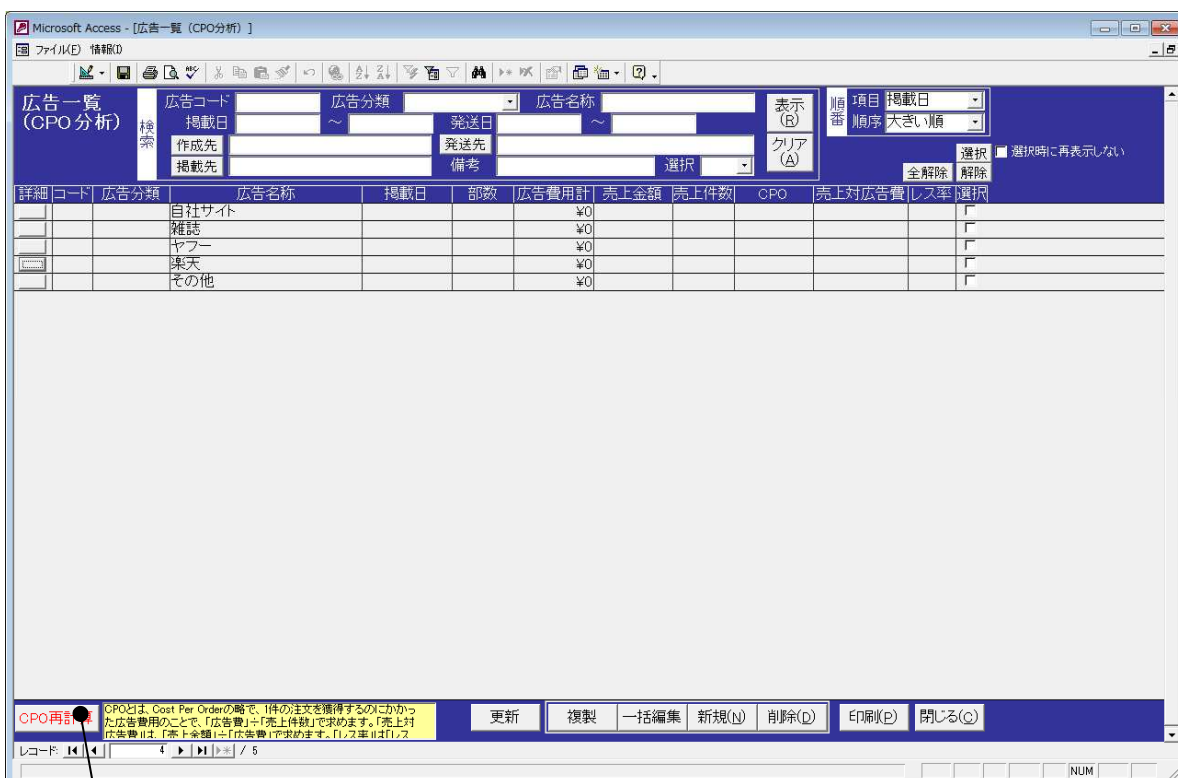 Microsoft Access - [広告一覧（CPO分析）]
ファイル(F) 情報(I)
広告一覧
(CPO分析)
検索
広告コード 広告分類 広告名称
掲載日 ～ 発送日 ～
作成先 発送先
掲載先 備考 選択
表示
(R)
クリア
(A)
順番
項目 掲載日
順序 大きい順
選択 選択時に再表示しない
全解除 解除
詳細 コード 広告分類 広告名称 掲載日 部数 広告費用計 売上金額 売上件数 CPO 売上対広告費 レス率 選択
自社サイト ¥0
雑誌 ¥0
ヤフー ¥0
楽天 ¥0
その他 ¥0
CPO再計
CPOとは、Cost Per Orderの略で、1件の注文を獲得するのにかかっ
た広告費用のことで、「広告費」÷「売上件数」で求めます。「売上対
広告費」は、「売上金額」÷「広告費」で求めます。「レス率」は「レス
更新 複製 一括編集 新規(N) 削除(D) 印刷(P) 閉じる(C)
レコード: 4 / 5
NUM